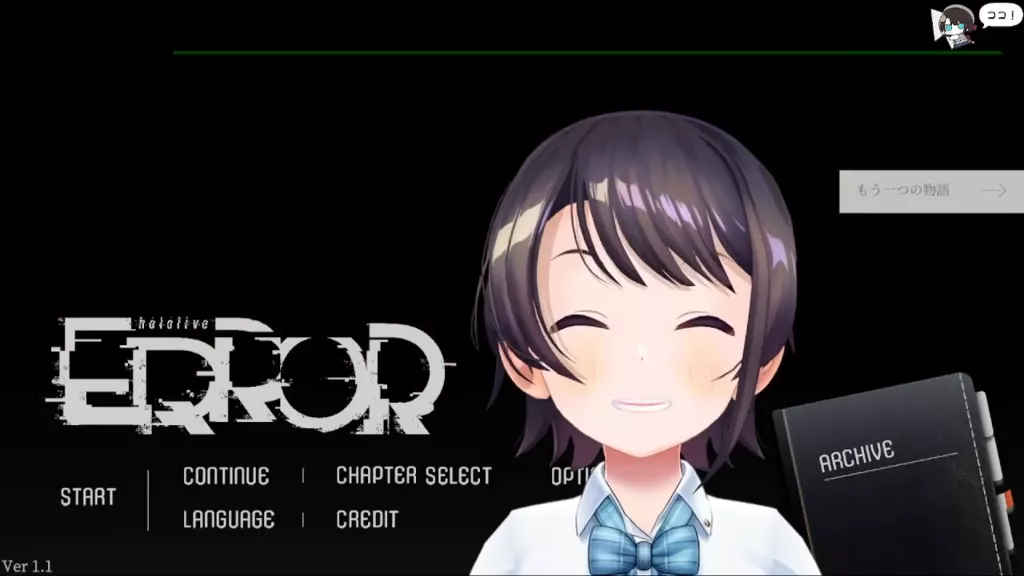 ココ！
もう一つの物語
hololive
ERROR
START
CONTINUE
CHAPTER SELECT
OPTI
LANGUAGE
CREDIT
ARCHIVE
Ver 1.1